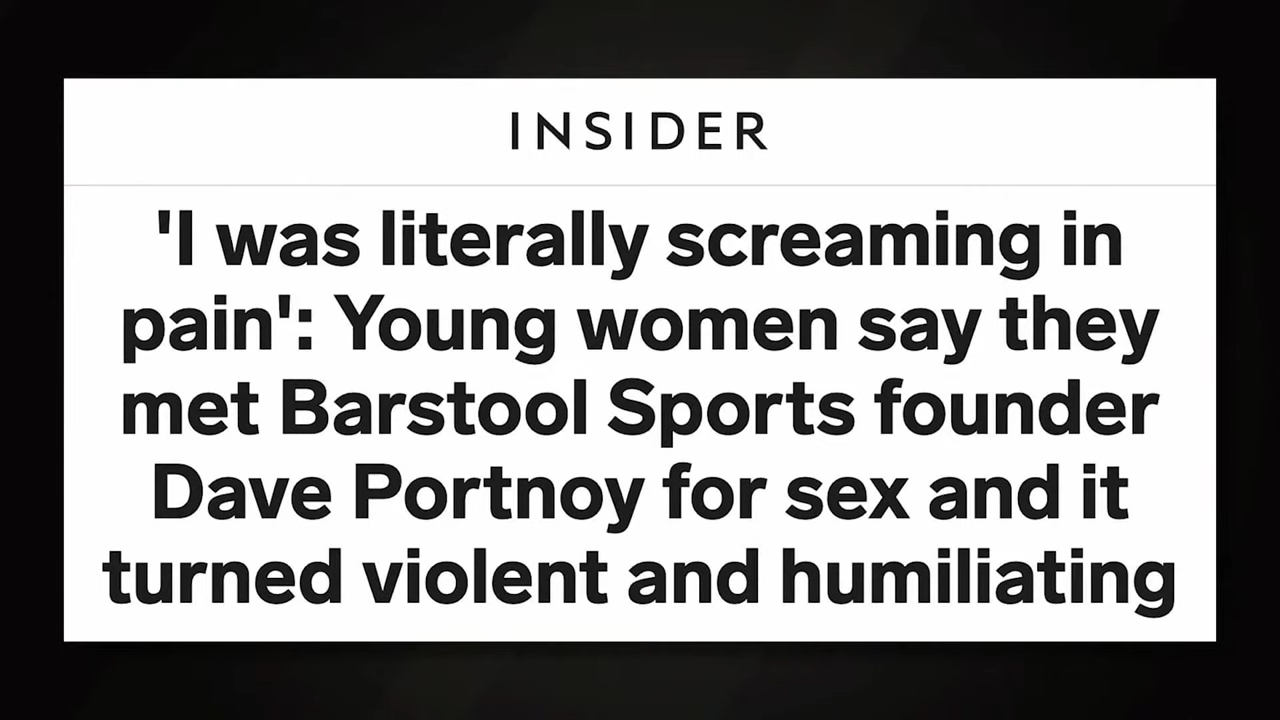 INSIDER
'I was literally screaming in
pain': Young women say they
met Barstool Sports founder
Dave Portnoy for sex and it
turned violent and humiliating